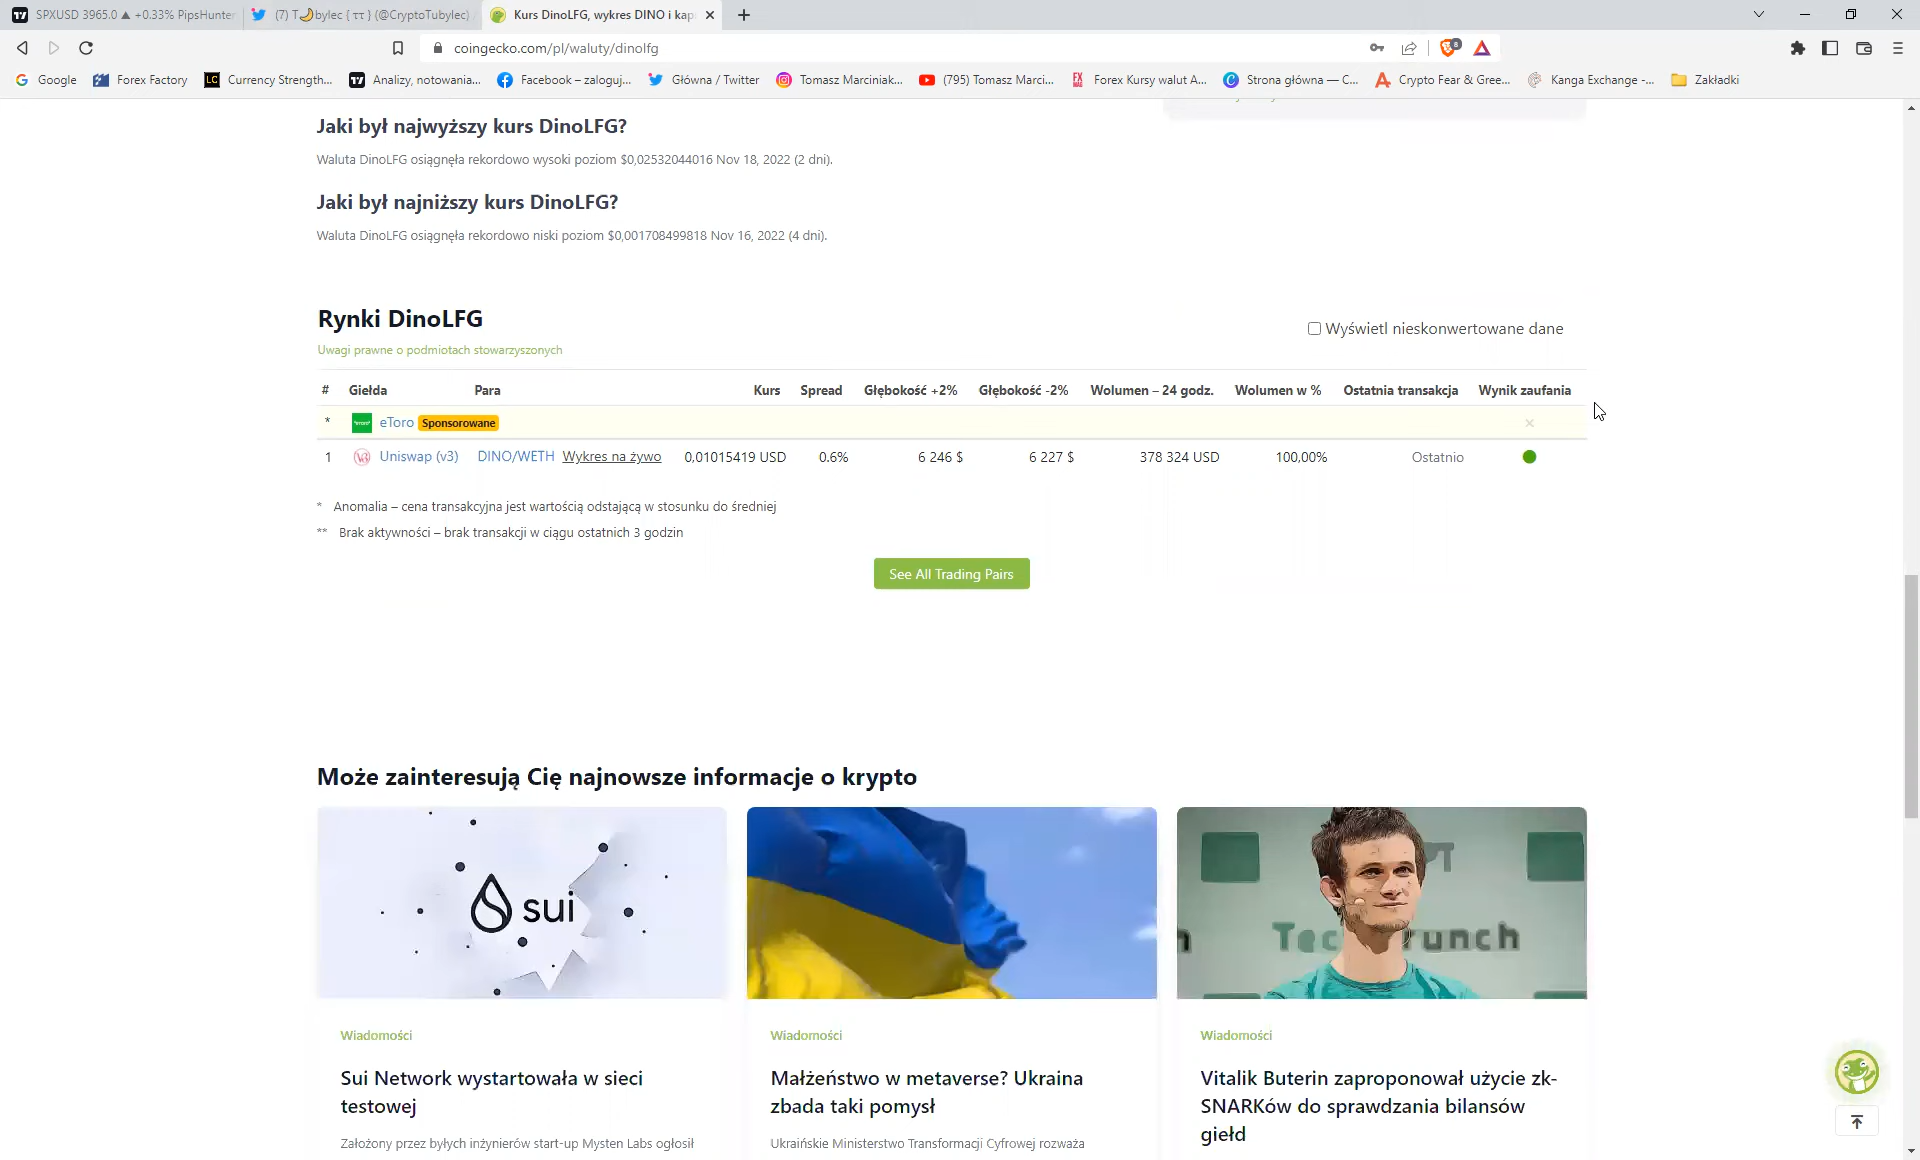 SPXUSD 3965.0 ▲ +0.33% PipsHunter
(7) T🌙bylec { ττ } (@CryptoTubylec)
Kurs DinoLFG, wykres DINO i kap
coingecko.com/pl/waluty/dinolfg
8
Google
Forex Factory
Currency Strength...
Analizy, notowania...
Facebook – zaloguj...
Główna / Twitter
Tomasz Marciniak...
(795) Tomasz Marci...
Forex Kursy walut A...
Strona główna — C...
Crypto Fear & Gree...
Kanga Exchange -...
Zakładki
Jaki był najwyższy kurs DinoLFG?
Waluta DinoLFG osiągnęła rekordowo wysoki poziom $0,02532044016 Nov 18, 2022 (2 dni).
Jaki był najniższy kurs DinoLFG?
Waluta DinoLFG osiągnęła rekordowo niski poziom $0,001708499818 Nov 16, 2022 (4 dni).
Rynki DinoLFG
Wyświetl nieskonwertowane dane
Uwagi prawne o podmiotach stowarzyszonych
# Giełda Para Kurs Spread Głębokość +2% Głębokość -2% Wolumen – 24 godz. Wolumen w % Ostatnia transakcja Wynik zaufania
* eToro Sponsorowane
1 Uniswap (v3) DINO/WETH Wykres na żywo 0,01015419 USD 0.6% 6 246 $ 6 227 $ 378 324 USD 100,00% Ostatnio
* Anomalia – cena transakcyjna jest wartością odstającą w stosunku do średniej
** Brak aktywności – brak transakcji w ciągu ostatnich 3 godzin
See All Trading Pairs
Może zainteresują Cię najnowsze informacje o krypto
sui
Wiadomości
Sui Network wystartowała w sieci
testowej
Założony przez byłych inżynierów start-up Mysten Labs ogłosił
Wiadomości
Małżeństwo w metaverse? Ukraina
zbada taki pomysł
Ukraińskie Ministerstwo Transformacji Cyfrowej rozważa
Wiadomości
Vitalik Buterin zaproponował użycie zk-
SNARKów do sprawdzania bilansów
giełd